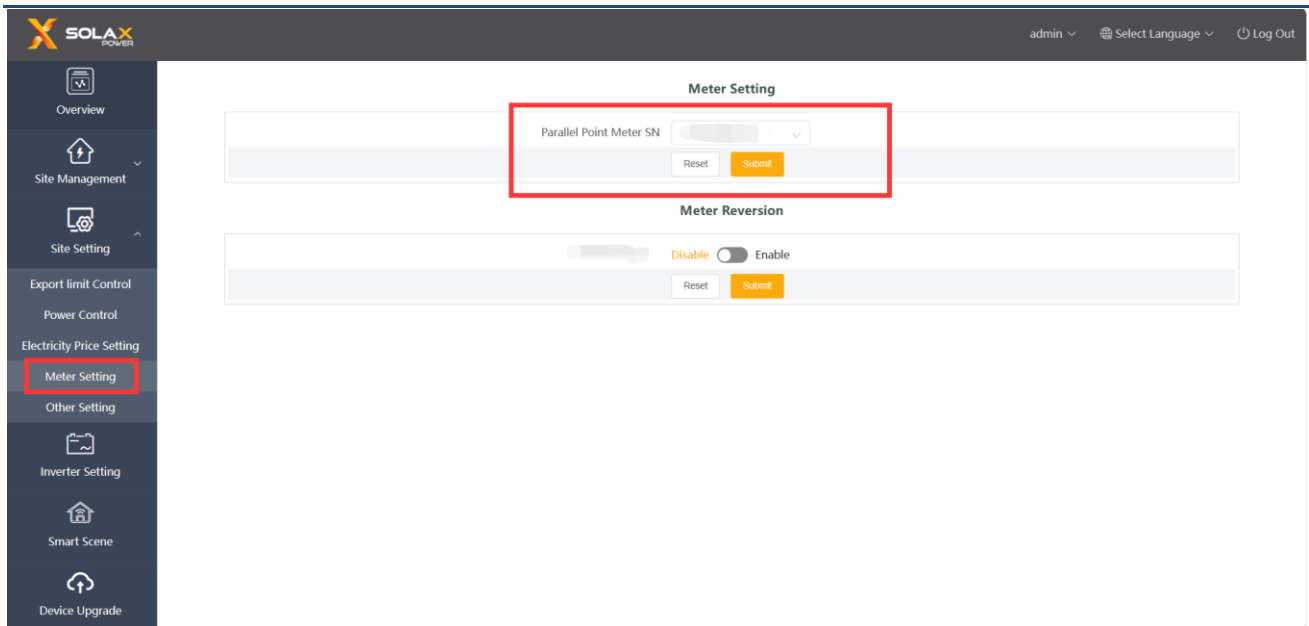 SOLAX
POWER
admin
Select Language
Log Out
Overview
Site Management
Site Setting
Export limit Control
Power Control
Electricity Price Setting
Meter Setting
Other Setting
Inverter Setting
Smart Scene
Device Upgrade
Meter Setting
Parallel Point Meter SN
Reset Submit
Meter Reversion
Disable Enable
Reset Submit